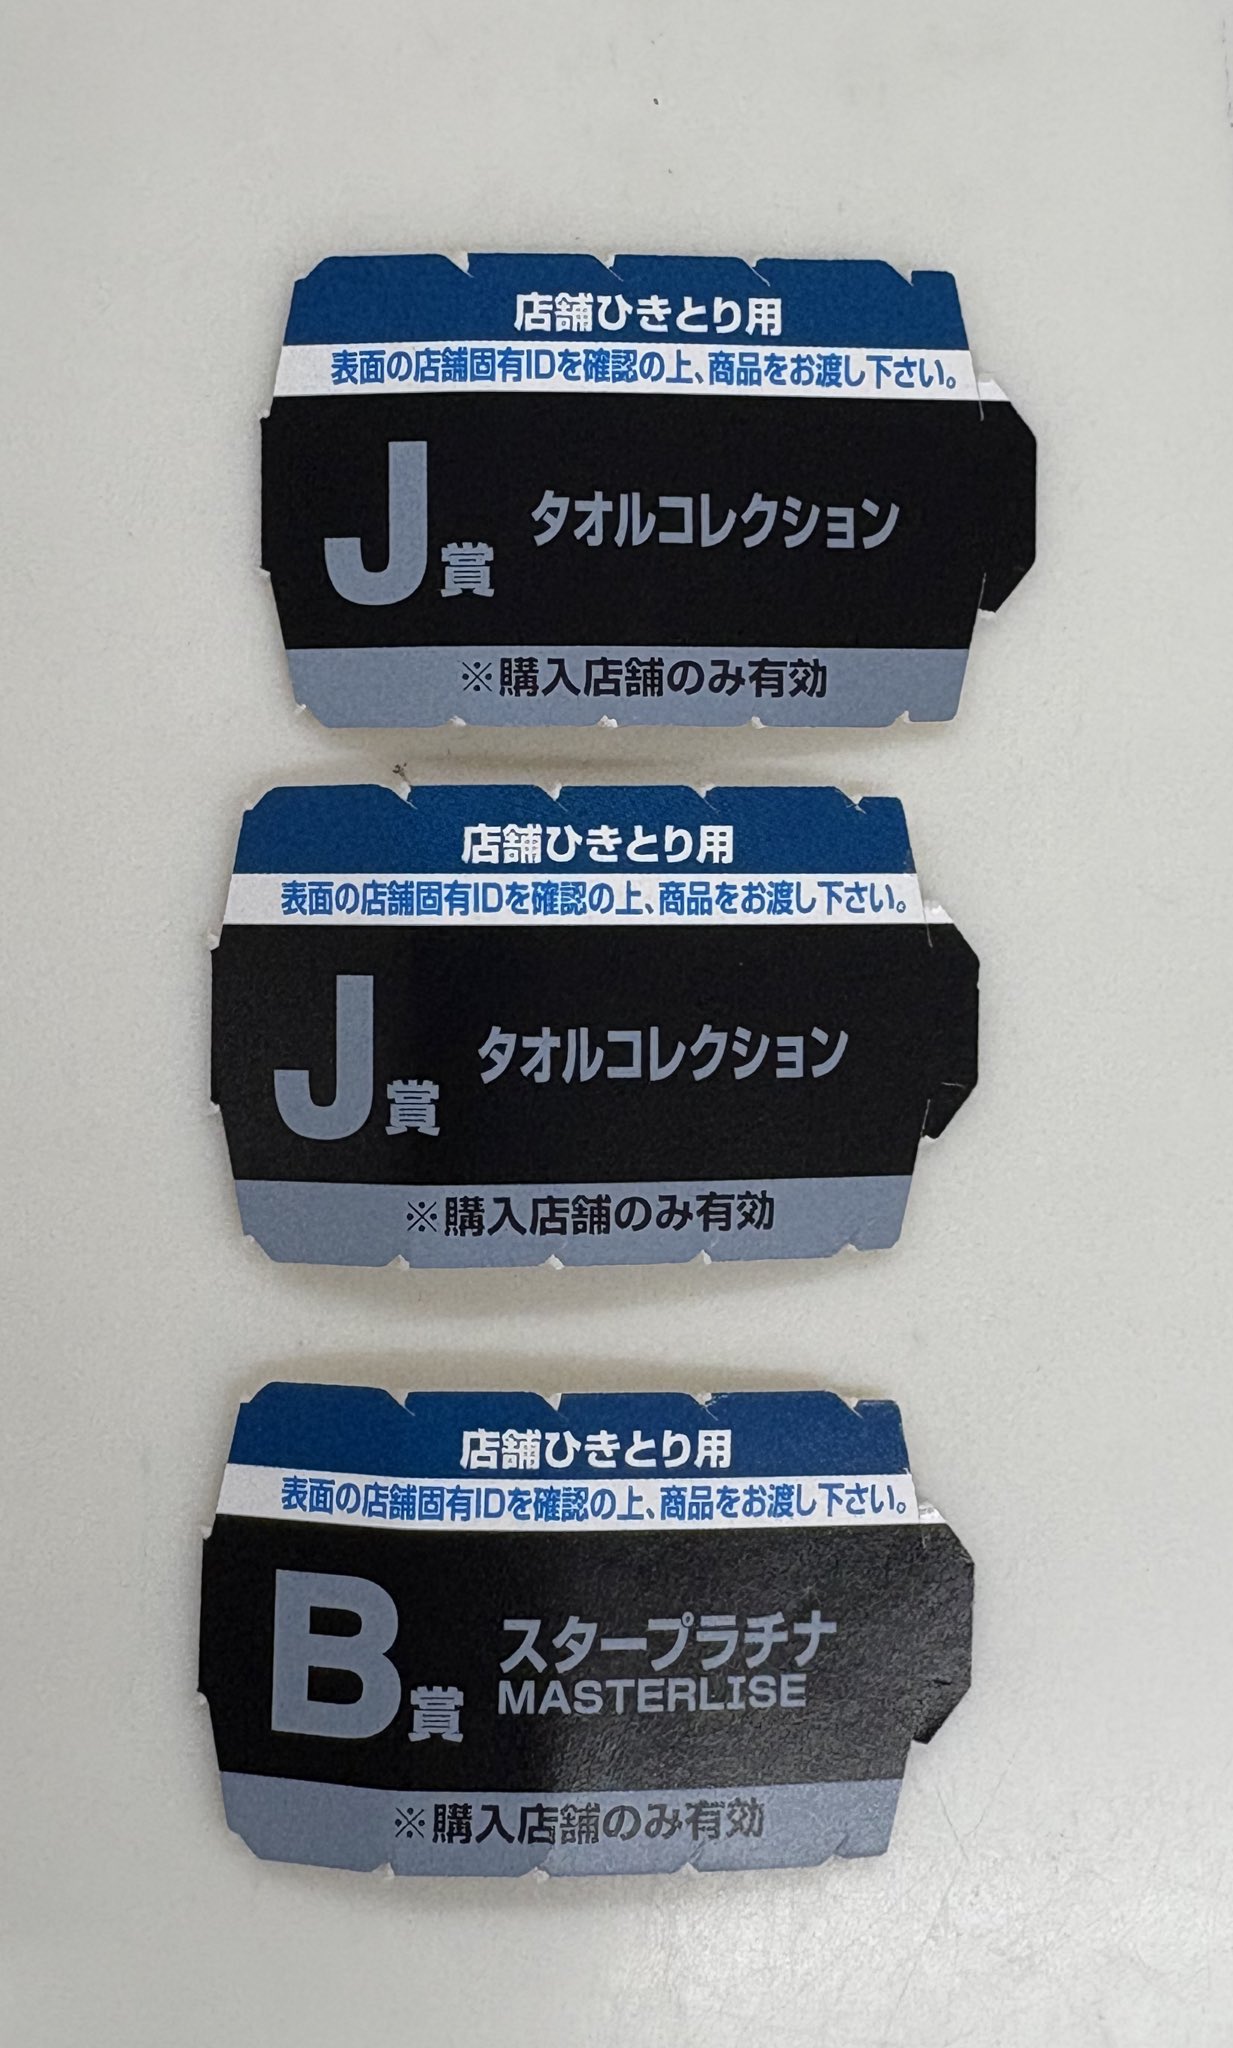 店舗ひきとり用
表面の店舗固有IDを確認の上、商品をお渡し下さい。
J賞 タオルコレクション
※購入店舗のみ有効
店舗ひきとり用
表面の店舗固有IDを確認の上、商品をお渡し下さい。
J賞 タオルコレクション
※購入店舗のみ有効
店舗ひきとり用
表面の店舗固有IDを確認の上、商品をお渡し下さい。
B賞 スタープラチナ
MASTERLISE
※購入店舗のみ有効